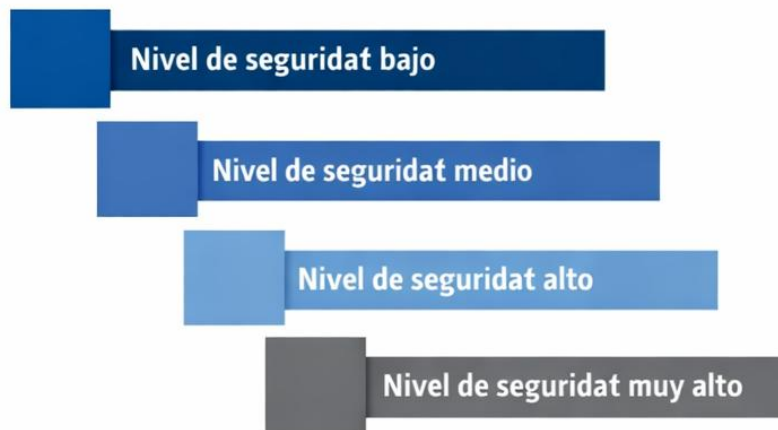 Nivel de seguridat bajo
Nivel de seguridat medio
Nivel de seguridat alto
Nivel de seguridat muy alto